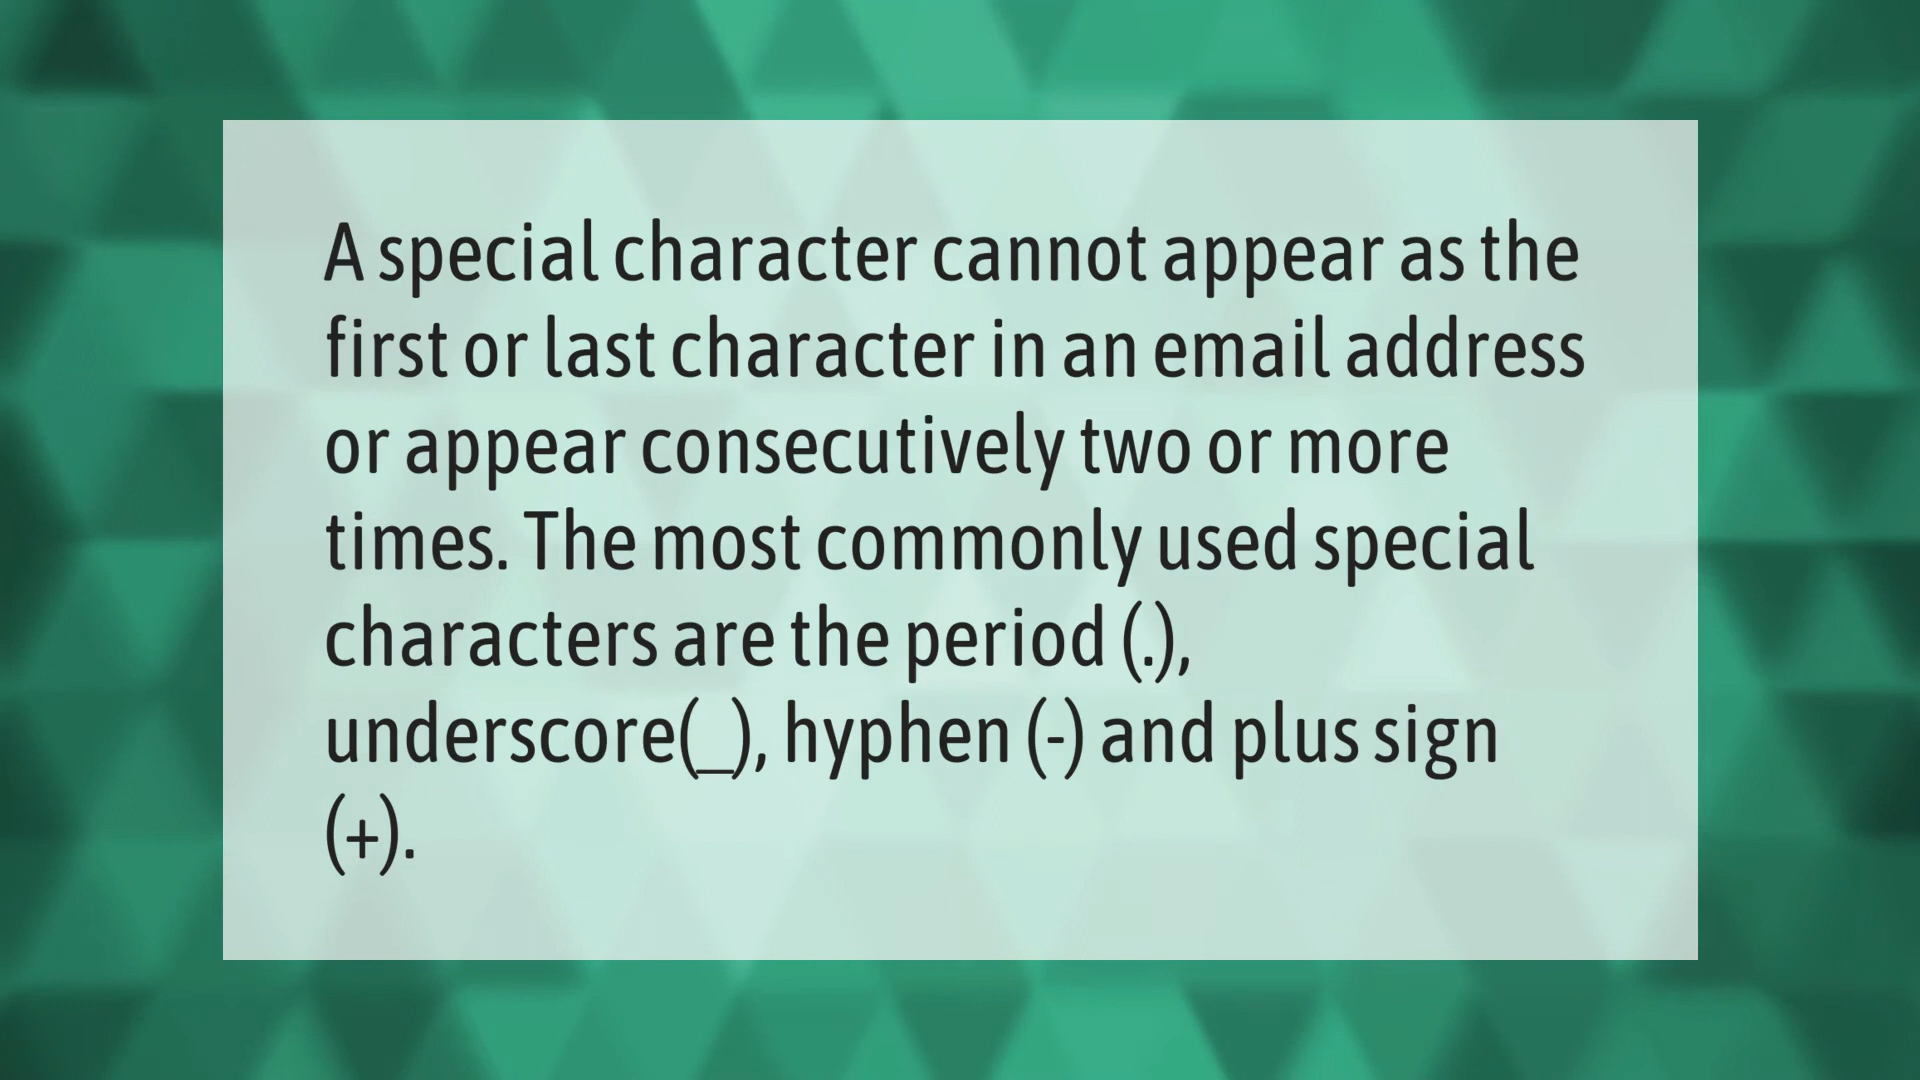 A special character cannot appear as the
first or last character in an email address
or appear consecutively two or more
times. The most commonly used special
characters are the period (.),
underscore(_), hyphen (-) and plus sign
(+).